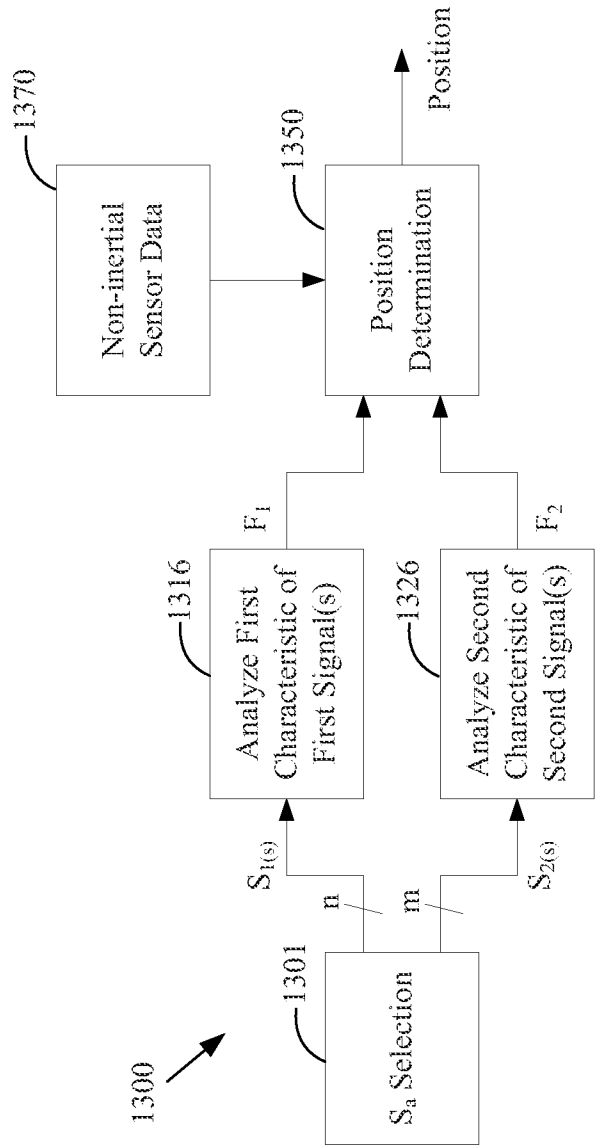 1300
1301
Sa Selection
n
m
S1(s)
S2(s)
1316
Analyze First
Characteristic of
First Signal(s)
1326
Analyze Second
Characteristic of
Second Signal(s)
F1
F2
1370
Non-inertial
Sensor Data
1350
Position
Determination
Position